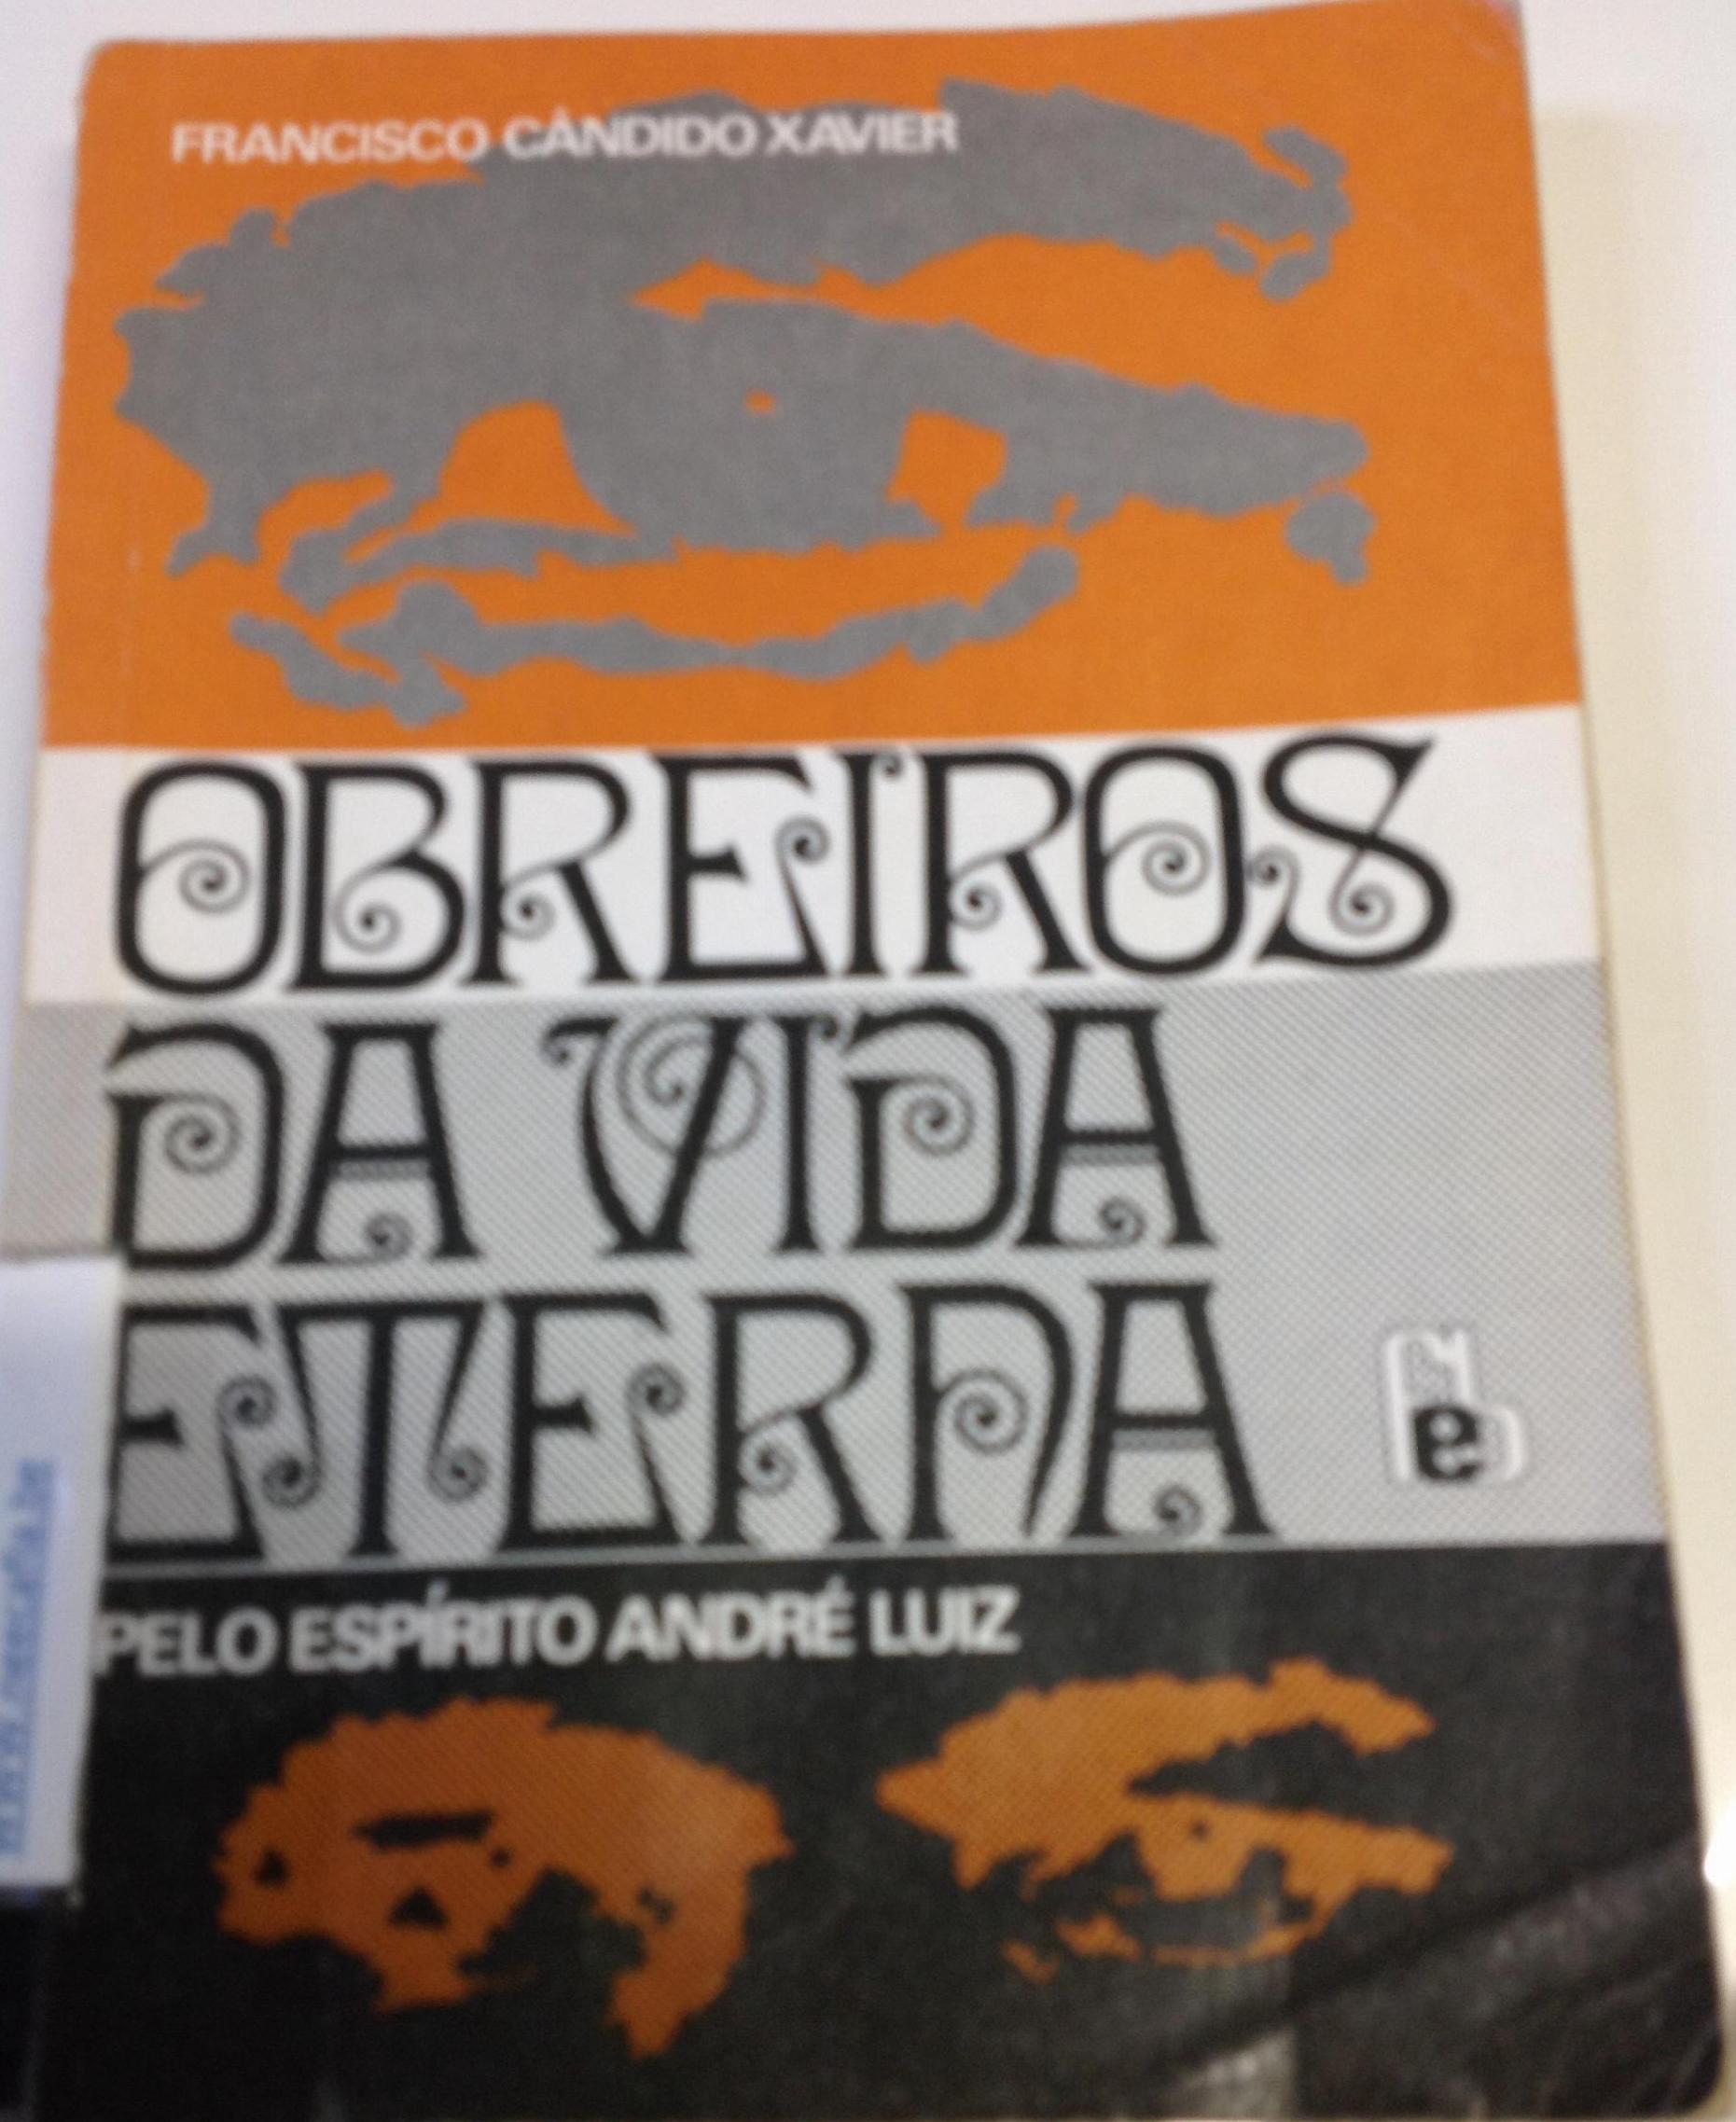 FRANCISCO CÂNDIDO XAVIER
OBREIROS
DA VIDA
ETERNA
e
PELO ESPÍRITO ANDRÉ LUIZ